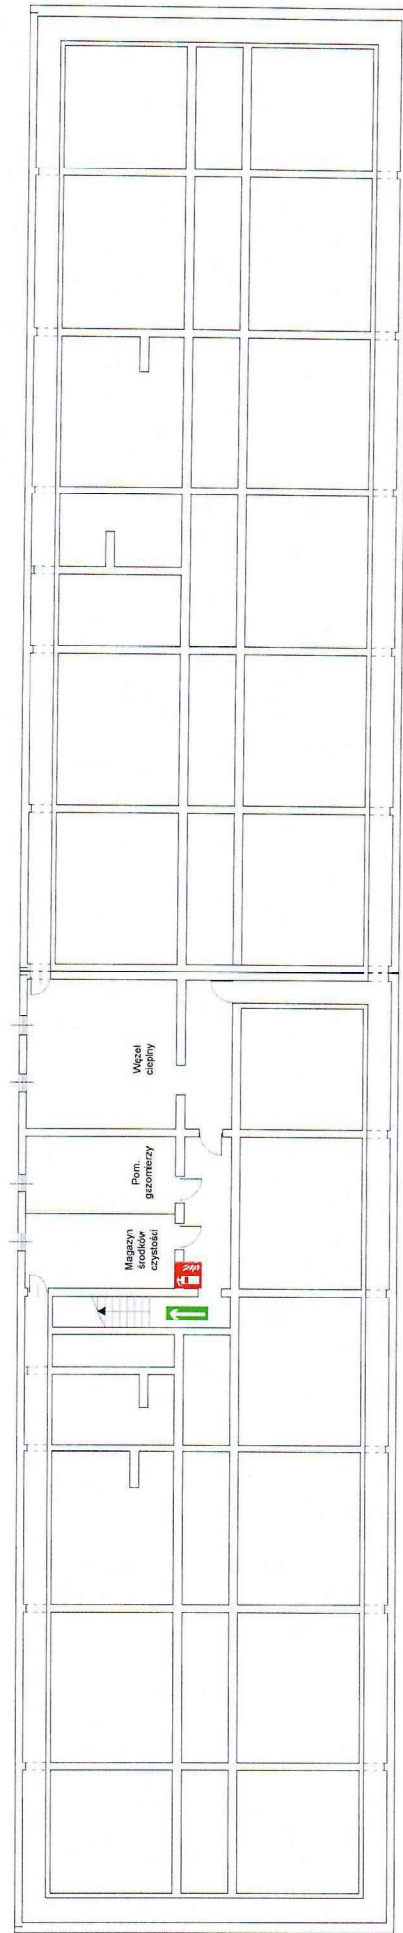 Magazyn
środków
czystości
Pom.
gazomierzy
Węzeł
cieplny